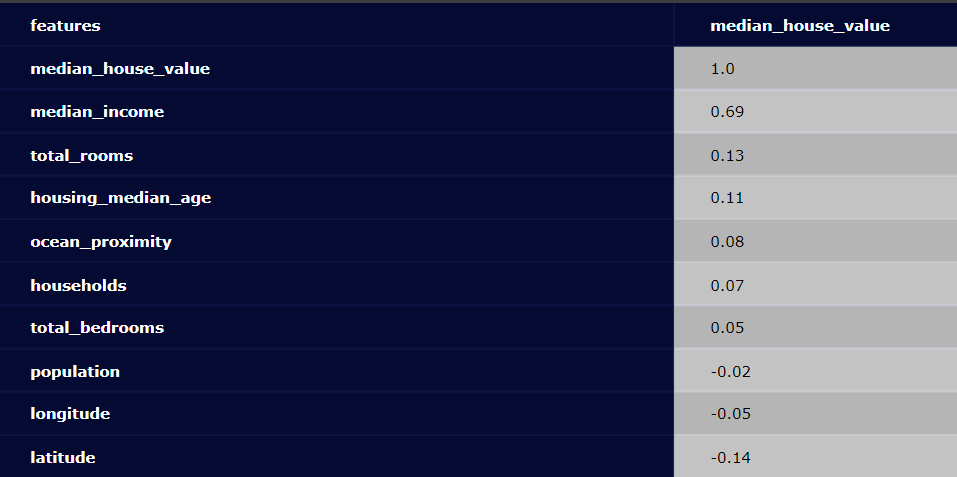 features median_house_value
median_house_value 1.0
median_income 0.69
total_rooms 0.13
housing_median_age 0.11
ocean_proximity 0.08
households 0.07
total_bedrooms 0.05
population -0.02
longitude -0.05
latitude -0.14